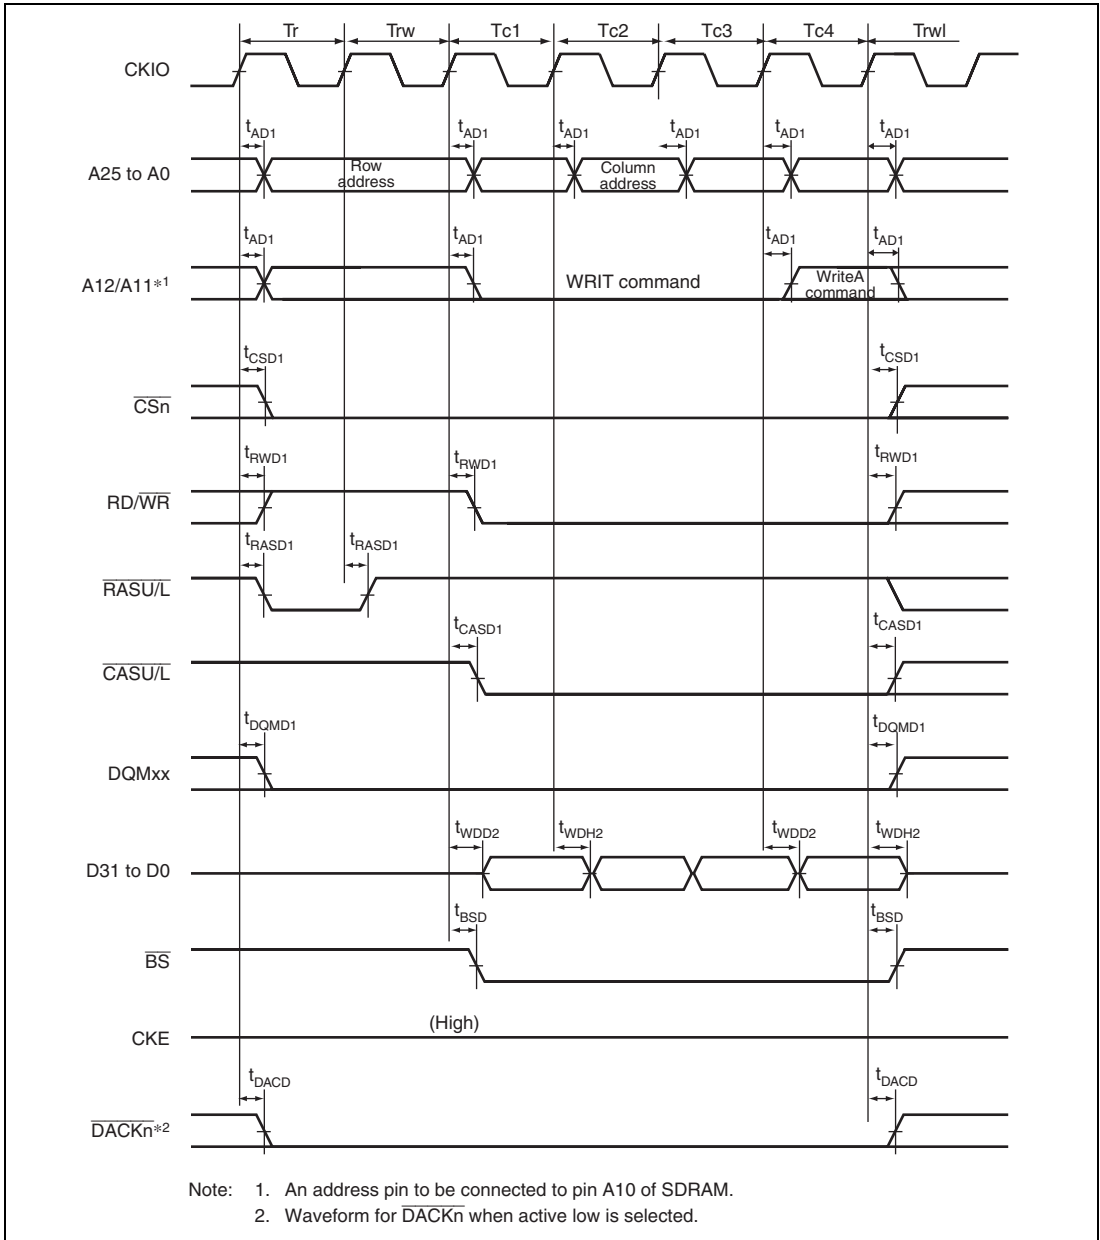 Tr Trw Tc1 Tc2 Tc3 Tc4 Trwl
CKIO
tAD1 tAD1 tAD1 tAD1 tAD1 tAD1
A25 to A0
Row
address
Column
address
tAD1 tAD1 tAD1 tAD1
A12/A11*1
WRIT command
WriteA
command
tCSD1 tCSD1
CSn
tRWD1 tRWD1 tRWD1
RD/WR
tRASD1 tRASD1
RASU/L
tCASD1 tCASD1
CASU/L
tDQMD1 tDQMD1
DQMxx
tWDD2 tWDH2 tWDD2 tWDH2
D31 to D0
tBSD tBSD
BS
(High)
CKE
tDACD tDACD
DACKn*2
Note: 1. An address pin to be connected to pin A10 of SDRAM.
2. Waveform for DACKn when active low is selected.